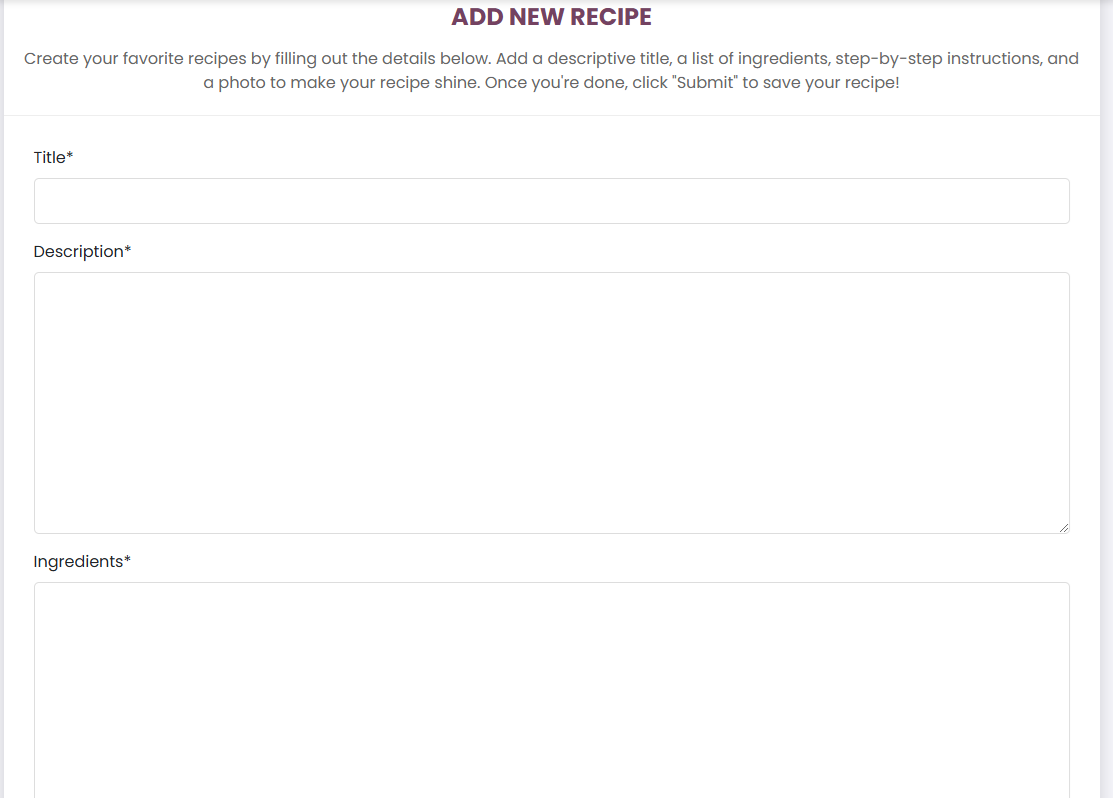 ADD NEW RECIPE
Create your favorite recipes by filling out the details below. Add a descriptive title, a list of ingredients, step-by-step instructions, and
a photo to make your recipe shine. Once you're done, click "Submit" to save your recipe!
Title*
Description*
Ingredients*